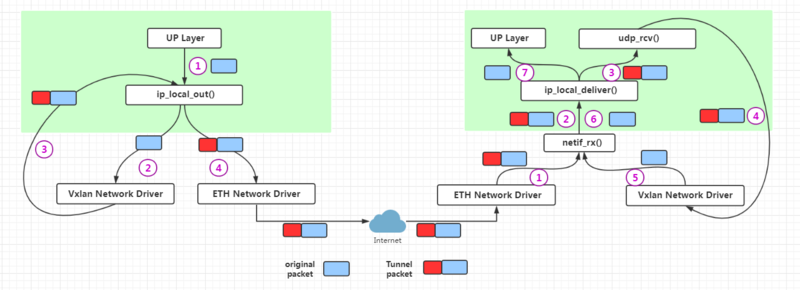 UP Layer
1
ip_local_out()
3
2
4
Vxlan Network Driver
ETH Network Driver
Internet
UP Layer
udp_rcv()
7
3
ip_local_deliver()
2
6
4
netif_rx()
1
5
ETH Network Driver
Vxlan Network Driver
original
packet
Tunnel
packet